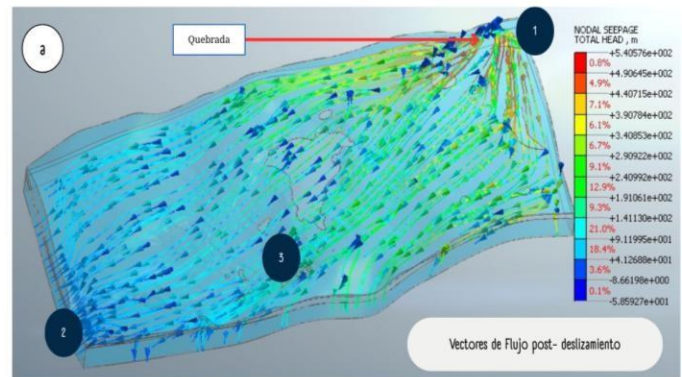 a
Quebrada
1
NODAL SEEPAGE
TOTAL HEAD , m
+5.40576e+002
0.8%
+4.90645e+002
4.9%
+4.40715e+002
7.1%
+3.90784e+002
6.1%
+3.40853e+002
6.7%
+2.90922e+002
9.1%
+2.40992e+002
12.9%
+1.91061e+002
9.3%
+1.41130e+002
21.0%
+9.11995e+001
18.4%
+4.12688e+001
3.6%
-8.66198e+000
0.1%
-5.85927e+001
3
2
Vectores de Flujo post- deslizamiento